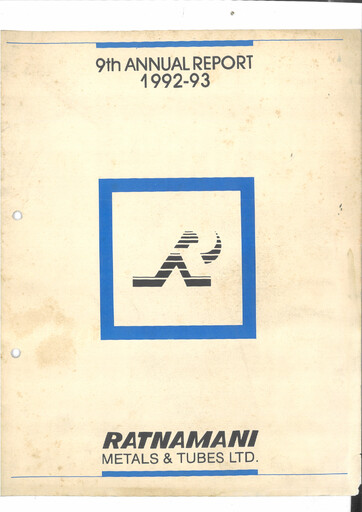 9th ANNUAL REPORT
1992-93
RATNAMANI
METALS & TUBES LTD.